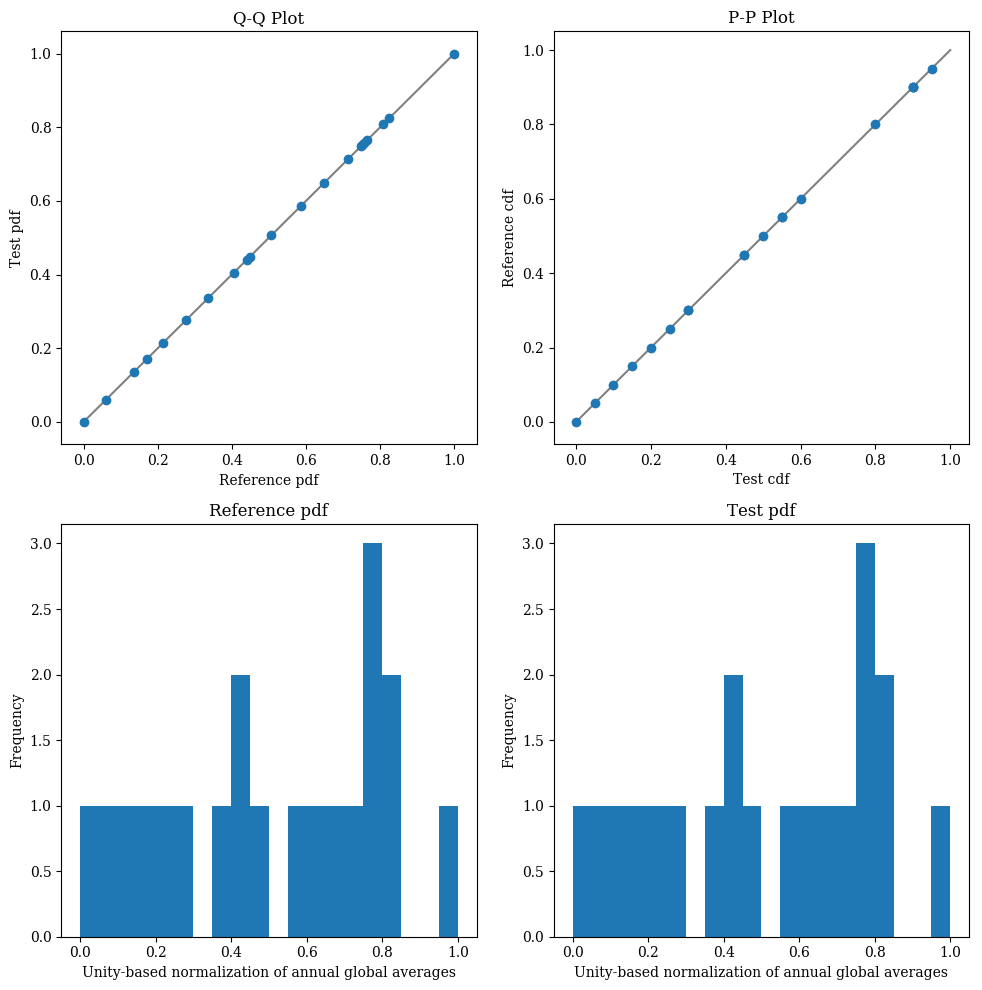 Q-Q Plot
1.0
0.8
0.6
0.4
0.2
0.0
Test pdf
0.0 0.2 0.4 0.6 0.8 1.0
Reference pdf
P-P Plot
1.0
0.8
0.6
0.4
0.2
0.0
Reference cdf
0.0 0.2 0.4 0.6 0.8 1.0
Test cdf
Reference pdf
3.0
2.5
2.0
1.5
1.0
0.5
0.0
Frequency
0.0 0.2 0.4 0.6 0.8 1.0
Unity-based normalization of annual global averages
Test pdf
3.0
2.5
2.0
1.5
1.0
0.5
0.0
Frequency
0.0 0.2 0.4 0.6 0.8 1.0
Unity-based normalization of annual global averages